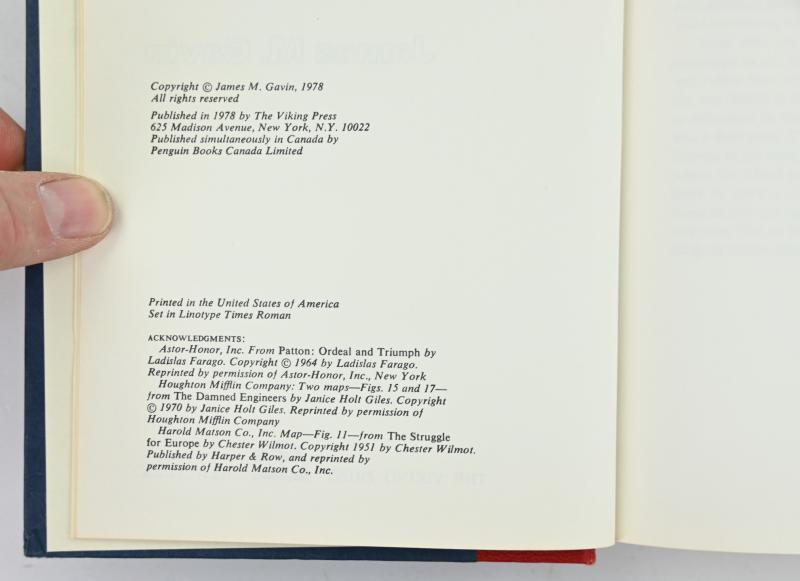 Copyright © James M. Gavin, 1978
All rights reserved
Published in 1978 by The Viking Press
625 Madison Avenue, New York, N.Y. 10022
Published simultaneously in Canada by
Penguin Books Canada Limited
Printed in the United States of America
Set in Linotype Times Roman
ACKNOWLEDGMENTS:
Astor-Honor, Inc. From Patton: Ordeal and Triumph by
Ladislas Farago. Copyright © 1964 by Ladislas Farago.
Reprinted by permission of Astor-Honor, Inc., New York
Houghton Mifflin Company: Two maps—Figs. 15 and 17—
from The Damned Engineers by Janice Holt Giles. Copyright
© 1970 by Janice Holt Giles. Reprinted by permission of
Houghton Mifflin Company
Harold Matson Co., Inc. Map—Fig. 11—from The Struggle
for Europe by Chester Wilmot. Copyright 1951 by Chester Wilmot.
Published by Harper & Row, and reprinted by
permission of Harold Matson Co., Inc.